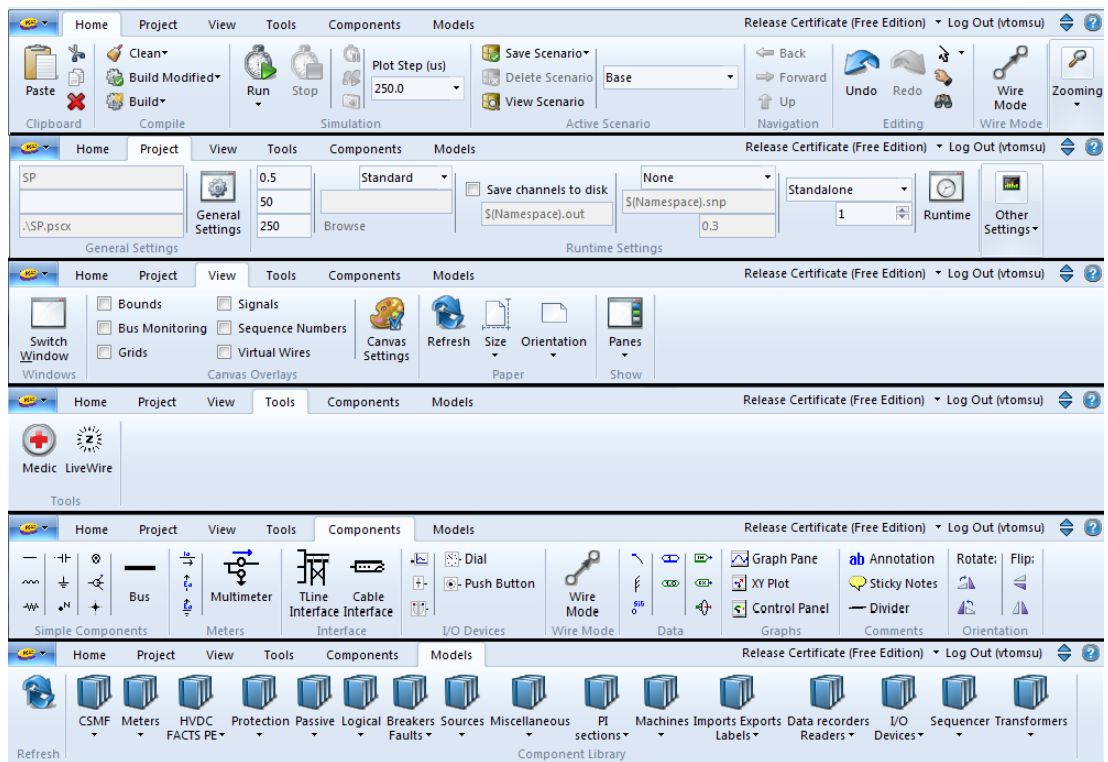 Home Project View Tools Components Models Release Certificate (Free Edition) Log Out (vtomsu)
Paste
Clean
Build Modified
Build
Run Stop
Plot Step (us)
250.0
Save Scenario
Delete Scenario
View Scenario
Base
Back
Forward
Up
Undo Redo
Wire Mode
Zooming
Clipboard Compile Simulation Active Scenario Navigation Editing Wire Mode
Home Project View Tools Components Models Release Certificate (Free Edition) Log Out (vtomsu)
SP
.\SP.pscx
General Settings
0.5
50
250
Standard
Browse
Save channels to disk
$(Namespace).out
None
$(Namespace).snp
0.3
Standalone
1
Runtime
Other Settings
General Settings Runtime Settings
Home Project View Tools Components Models Release Certificate (Free Edition) Log Out (vtomsu)
Switch Window
Bounds Signals
Bus Monitoring Sequence Numbers
Grids Virtual Wires
Canvas Settings
Refresh Size Orientation Panes
Windows Canvas Overlays Paper Show
Home Project View Tools Components Models Release Certificate (Free Edition) Log Out (vtomsu)
Medic LiveWire
Tools
Home Project View Tools Components Models Release Certificate (Free Edition) Log Out (vtomsu)
Bus
Multimeter
TLine Interface
Cable Interface
Dial
Push Button
Wire Mode
Graph Pane
XY Plot
Control Panel
ab Annotation
Sticky Notes
Divider
Rotate: Flip:
Simple Components Meters Interface I/O Devices Wire Mode Data Graphs Comments Orientation
Home Project View Tools Components Models Release Certificate (Free Edition) Log Out (vtomsu)
CSMF Meters HVDC Protection Passive Logical Breakers Sources Miscellaneous PI Machines Imports Exports Data recorders I/O Sequencer Transformers
FACTS PE Faults sections Labels Readers Devices
Refresh Component Library